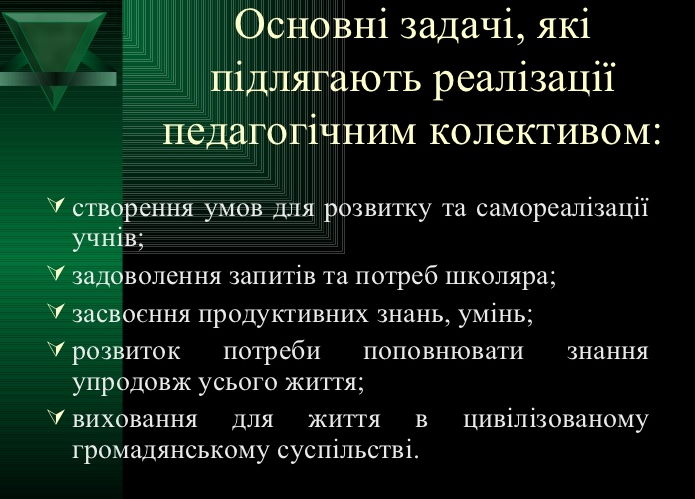 Основні задачі, які
підлягають реалізації
педагогічним колективом:
створення умов для розвитку та самореалізації
учнів;
задоволення запитів та потреб школяра;
засвоєння продуктивних знань, умінь;
розвиток потреби поповнювати знання
упродовж усього життя;
виховання для життя в цивілізованому
громадянському суспільстві.